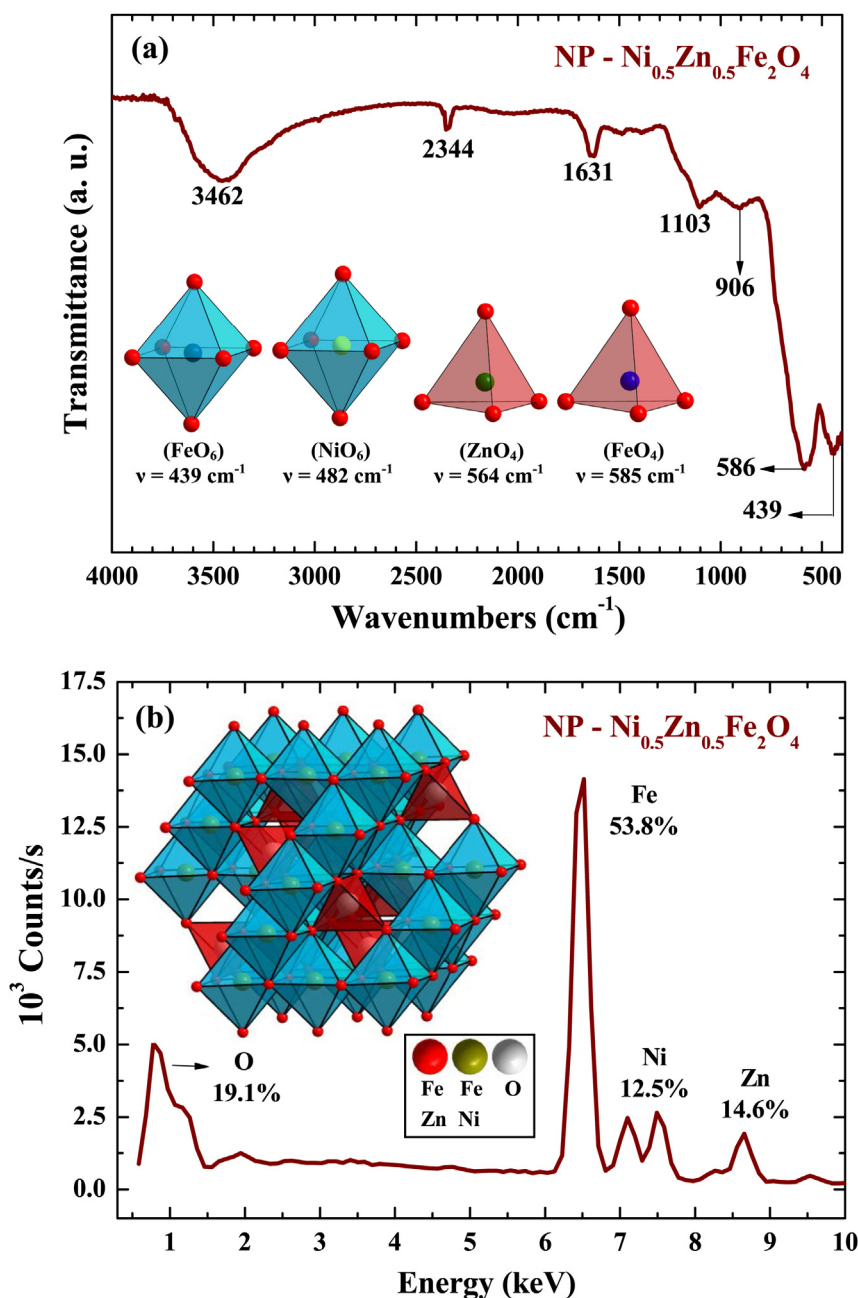 (a)
NP - Ni0.5Zn0.5Fe2O4
Transmittance (a. u.)
3462
2344
1631
1103
906
586
439
(FeO6)
ν = 439 cm-1
(NiO6)
ν = 482 cm-1
(ZnO4)
ν = 564 cm-1
(FeO4)
ν = 585 cm-1
4000 3500 3000 2500 2000 1500 1000 500
Wavenumbers (cm-1)
(b)
NP - Ni0.5Zn0.5Fe2O4
10^3 Counts/s
17.5
15.0
12.5
10.0
7.5
5.0
2.5
0.0
Fe
53.8%
O
19.1%
Ni
12.5%
Zn
14.6%
Fe Fe O
Zn Ni
1 2 3 4 5 6 7 8 9 10
Energy (keV)